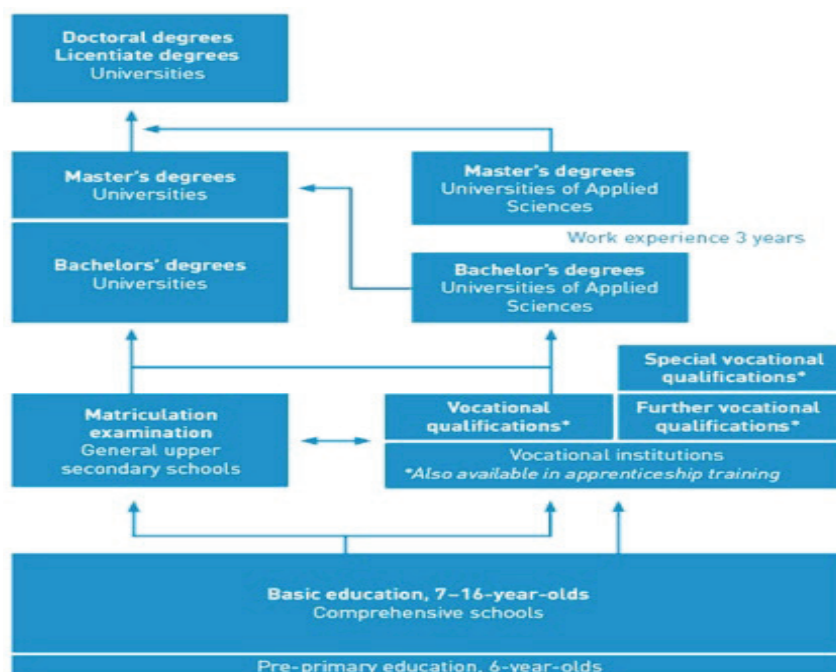 Doctoral degrees
Licentiate degrees
Universities
Master's degrees
Universities
Master's degrees
Universities of Applied
Sciences
Work experience 3 years
Bachelors' degrees
Universities
Bachelor's degrees
Universities of Applied
Sciences
Special vocational
qualifications*
Matriculation
examination
General upper
secondary schools
Vocational
qualifications*
Further vocational
qualifications*
Vocational institutions
*Also available in apprenticeship training
Basic education, 7–16-year-olds
Comprehensive schools
Pre-primary education, 6-year-olds